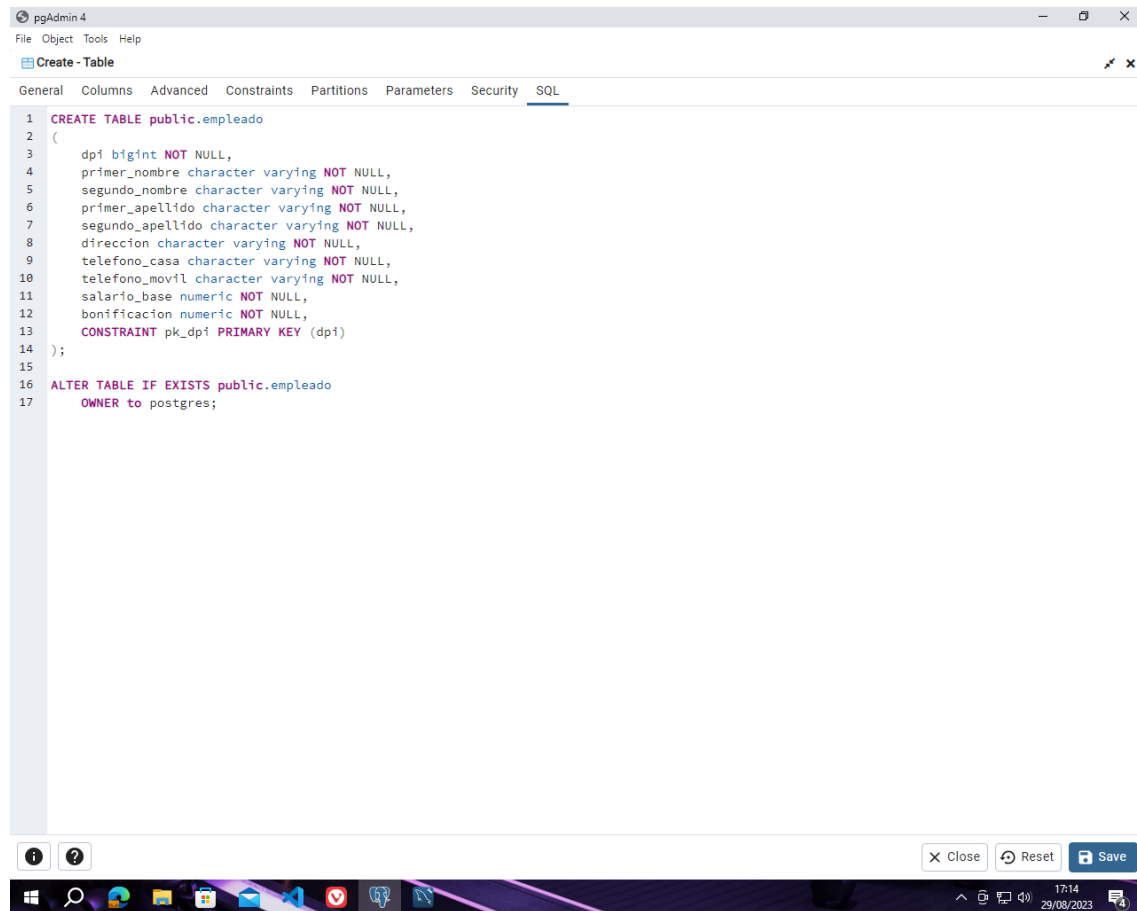 pgAdmin 4
File Object Tools Help
Create - Table
General Columns Advanced Constraints Partitions Parameters Security SQL
1 CREATE TABLE public.empleado
2 (
3 dpi bigint NOT NULL,
4 primer_nombre character varying NOT NULL,
5 segundo_nombre character varying NOT NULL,
6 primer_apellido character varying NOT NULL,
7 segundo_apellido character varying NOT NULL,
8 direccion character varying NOT NULL,
9 telefono_casa character varying NOT NULL,
10 telefono_movil character varying NOT NULL,
11 salario_base numeric NOT NULL,
12 bonificacion numeric NOT NULL,
13 CONSTRAINT pk_dpi PRIMARY KEY (dpi)
14 );
15
16 ALTER TABLE IF EXISTS public.empleado
17 OWNER to postgres;
Close Reset Save
17:14
29/08/2023
4